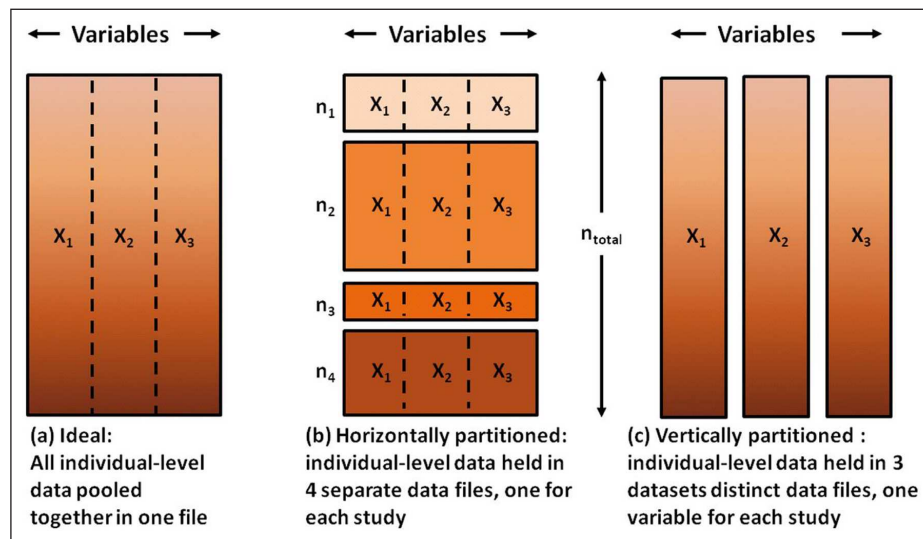 Variables
X1 X2 X3
(a) Ideal:
All individual-level
data pooled
together in one file
Variables
n1 X1 X2 X3
n2 X1 X2 X3
n3 X1 X2 X3
n4 X1 X2 X3
ntotal
(b) Horizontally partitioned:
individual-level data held in
4 separate data files, one for
each study
Variables
X1 X2 X3
(c) Vertically partitioned :
individual-level data held in 3
datasets distinct data files, one
variable for each study